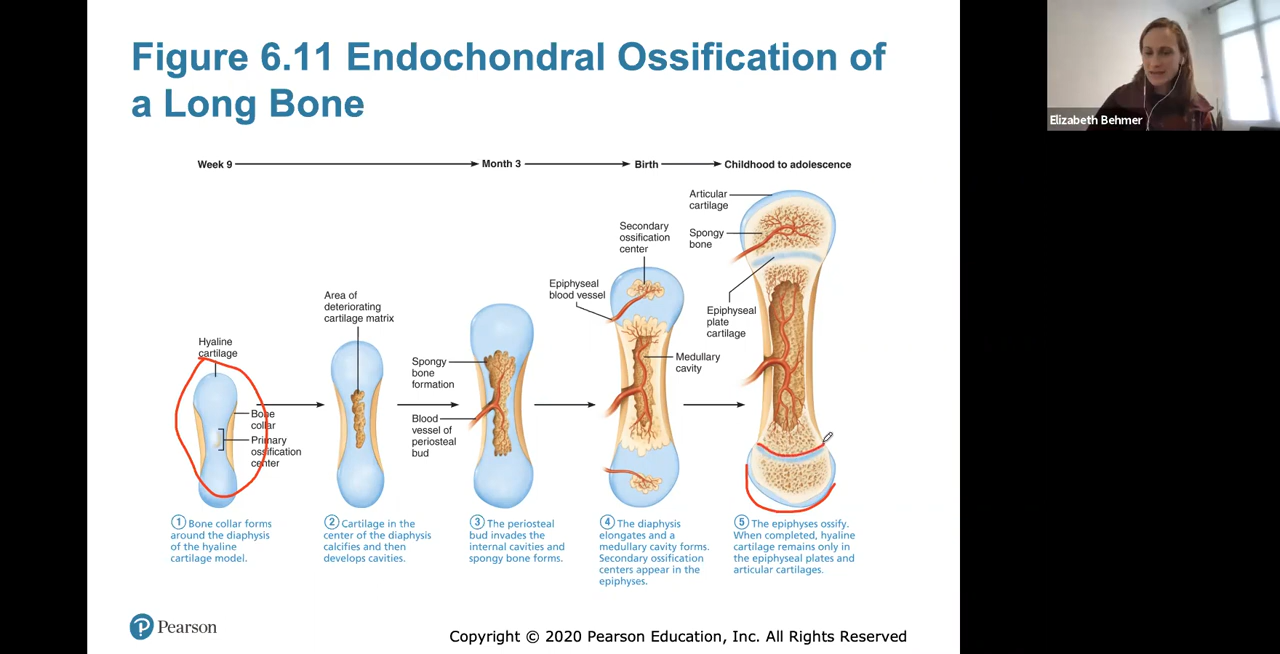 Figure 6.11 Endochondral Ossification of
a Long Bone
Elizabeth Behmer
Week 9
Month 3
Birth
Childhood to adolescence
Hyaline
cartilage
Bone
collar
Primary
ossification
center
Area of
deteriorating
cartilage matrix
Spongy
bone
formation
Blood
vessel of
periosteal
bud
Secondary
ossification
center
Epiphyseal
blood vessel
Medullary
cavity
Articular
cartilage
Spongy
bone
Epiphyseal
plate
cartilage
1 Bone collar forms
around the diaphysis
of the hyaline
cartilage model.
2 Cartilage in the
center of the diaphysis
calcifies and then
develops cavities.
3 The periosteal
bud invades the
internal cavities and
spongy bone forms.
4 The diaphysis
elongates and a
medullary cavity forms.
Secondary ossification
centers appear in the
epiphyses.
5 The epiphyses ossify.
When completed, hyaline
cartilage remains only in
the epiphyseal plates and
articular cartilages.
P Pearson
Copyright © 2020 Pearson Education, Inc. All Rights Reserved